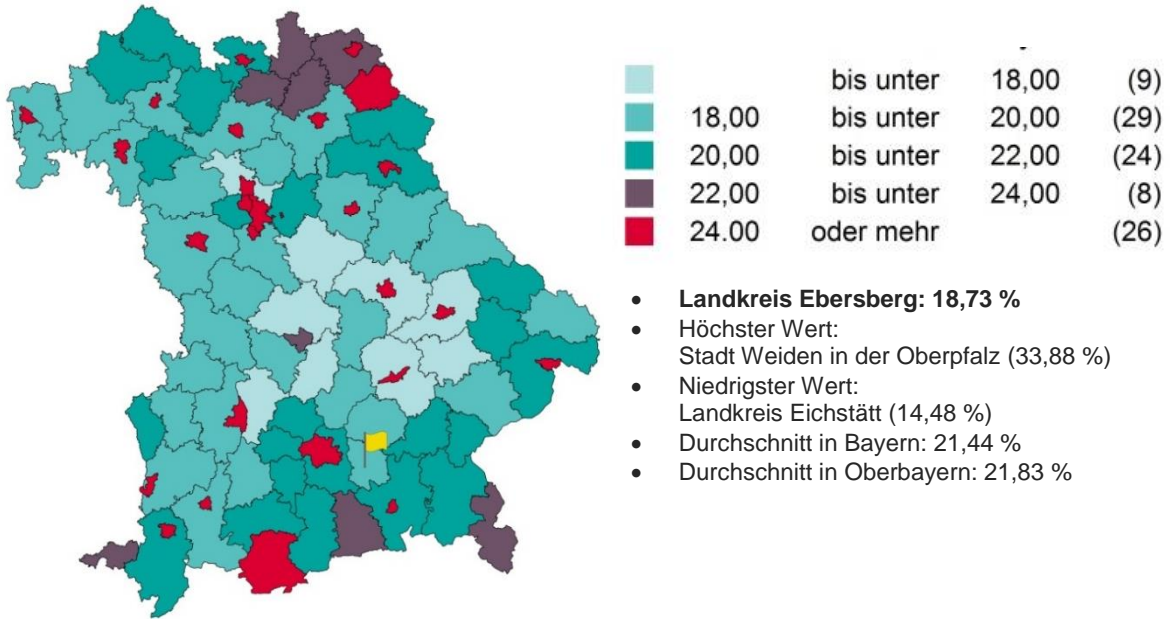 bis unter 18,00 (9)
18,00 bis unter 20,00 (29)
20,00 bis unter 22,00 (24)
22,00 bis unter 24,00 (8)
24.00 oder mehr (26)
• Landkreis Ebersberg: 18,73 %
• Höchster Wert:
Stadt Weiden in der Oberpfalz (33,88 %)
• Niedrigster Wert:
Landkreis Eichstätt (14,48 %)
• Durchschnitt in Bayern: 21,44 %
• Durchschnitt in Oberbayern: 21,83 %